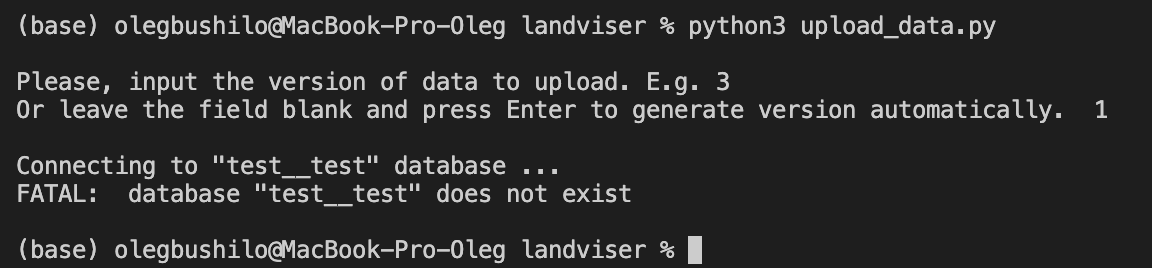 (base) olegbushilo@MacBook-Pro-Oleg landviser % python3 upload_data.py
Please, input the version of data to upload. E.g. 3
Or leave the field blank and press Enter to generate version automatically.  1
Connecting to "test__test" database ...
FATAL:  database "test__test" does not exist
(base) olegbushilo@MacBook-Pro-Oleg landviser %